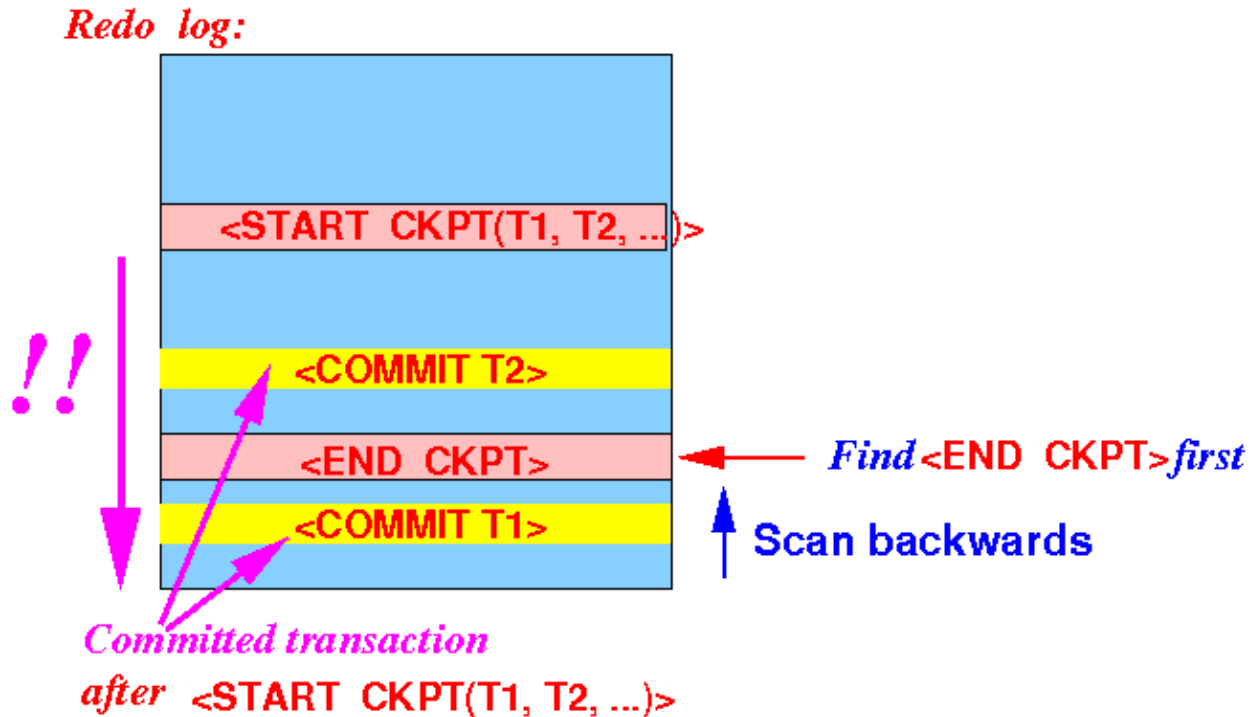 Redo log:
<START CKPT(T1, T2, ...)>
!!
<COMMIT T2>
<END CKPT>
Find <END CKPT> first
<COMMIT T1>
Scan backwards
Committed transaction
after <START CKPT(T1, T2, ...)>